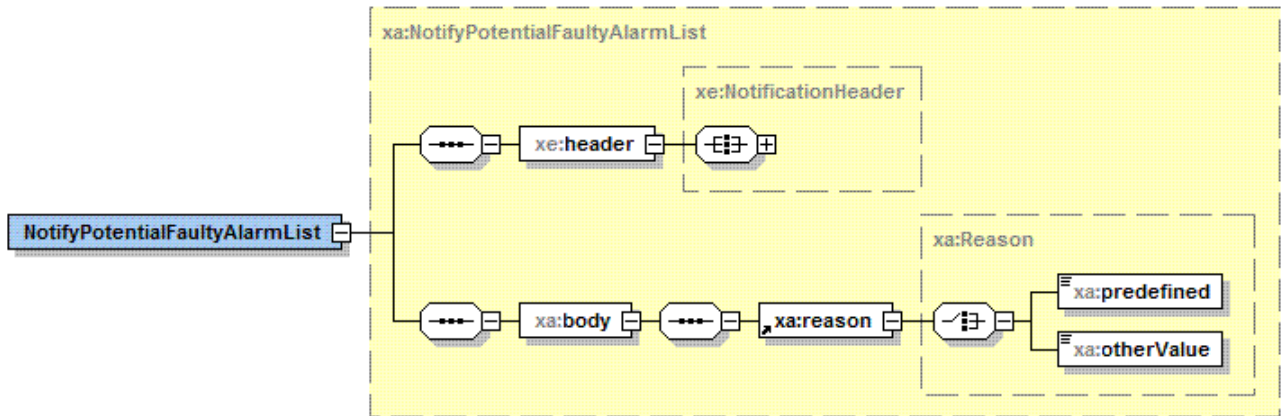 xa:NotifyPotentialFaultyAlarmList
xe:NotificationHeader
xe:header
NotifyPotentialFaultyAlarmList
xa:Reason
xa:predefined
xa:body
xa:reason
xa:otherValue